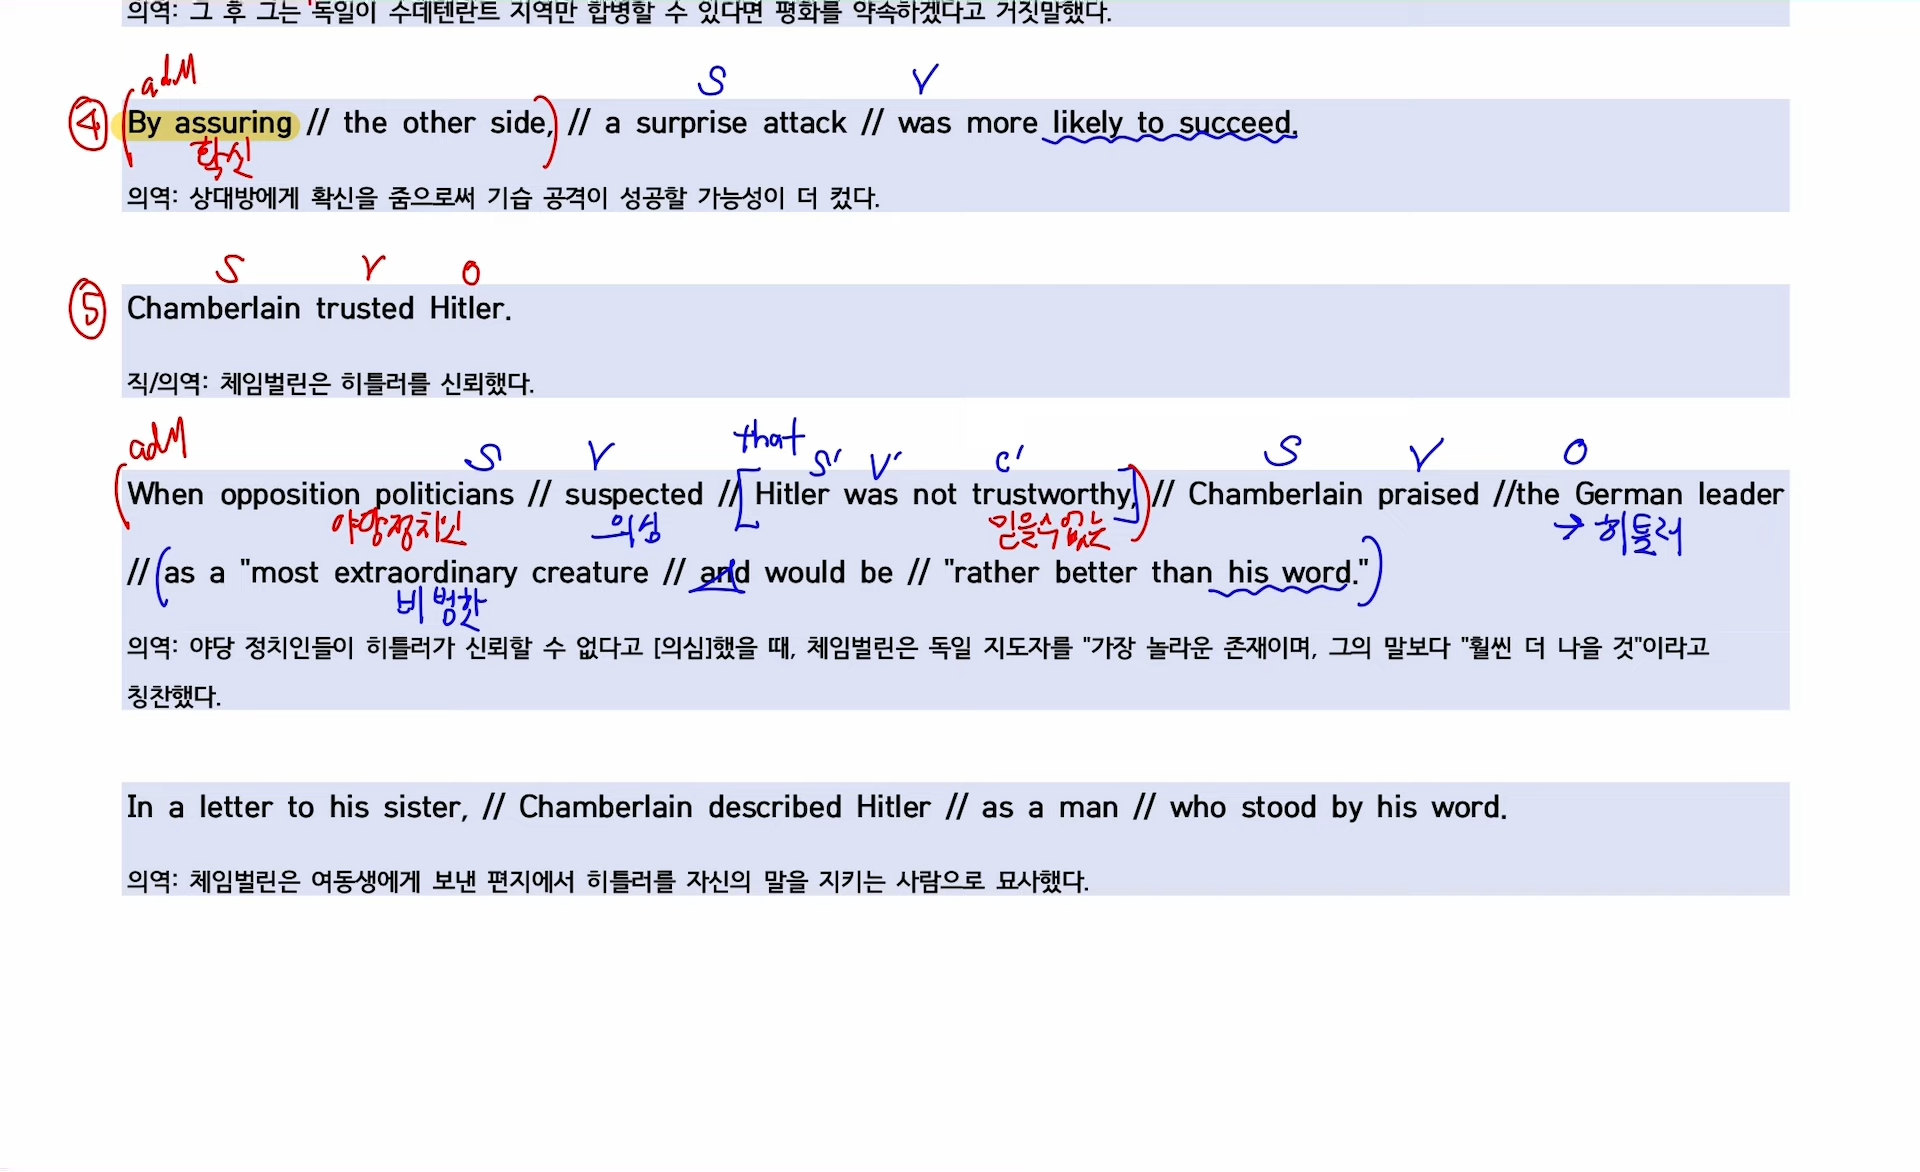 의역: 그 후 그는 독일이 수데텐란트 지역만 합병할 수 있다면 평화를 약속하겠다고 거짓말했다.
adM S V
④ (By assuring // the other side,) // a surprise attack // was more likely to succeed.
확신
의역: 상대방에게 확신을 줌으로써 기습 공격이 성공할 가능성이 더 컸다.
S V O
⑤ Chamberlain trusted Hitler.
직/의역: 체임벌린은 히틀러를 신뢰했다.
adM S V that S' V' C' S V O
(When opposition politicians // suspected // [Hitler was not trustworthy,]) // Chamberlain praised //the German leader
야당정치인 의심 믿을수 없는 → 히틀러
// (as a "most extraordinary creature // and would be // "rather better than his word.")
비범한
의역: 야당 정치인들이 히틀러가 신뢰할 수 없다고 [의심]했을 때, 체임벌린은 독일 지도자를 "가장 놀라운 존재이며, 그의 말보다 "훨씬 더 나을 것"이라고
칭찬했다.
In a letter to his sister, // Chamberlain described Hitler // as a man // who stood by his word.
의역: 체임벌린은 여동생에게 보낸 편지에서 히틀러를 자신의 말을 지키는 사람으로 묘사했다.